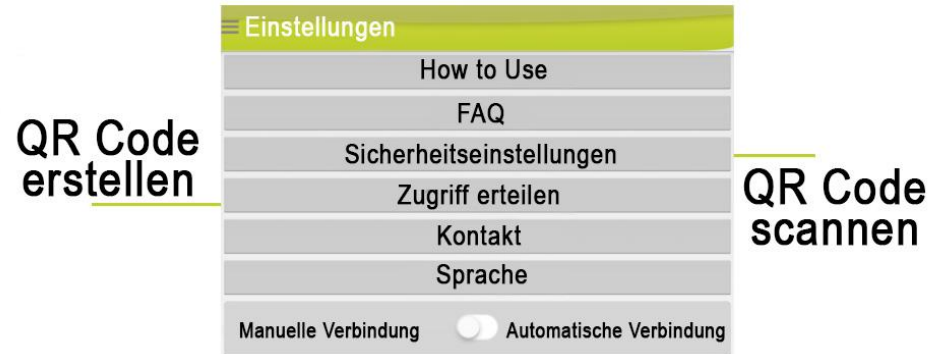 Einstellungen
How to Use
FAQ
QR Code
erstellen
Sicherheitseinstellungen
Zugriff erteilen
QR Code
scannen
Kontakt
Sprache
Manuelle Verbindung Automatische Verbindung